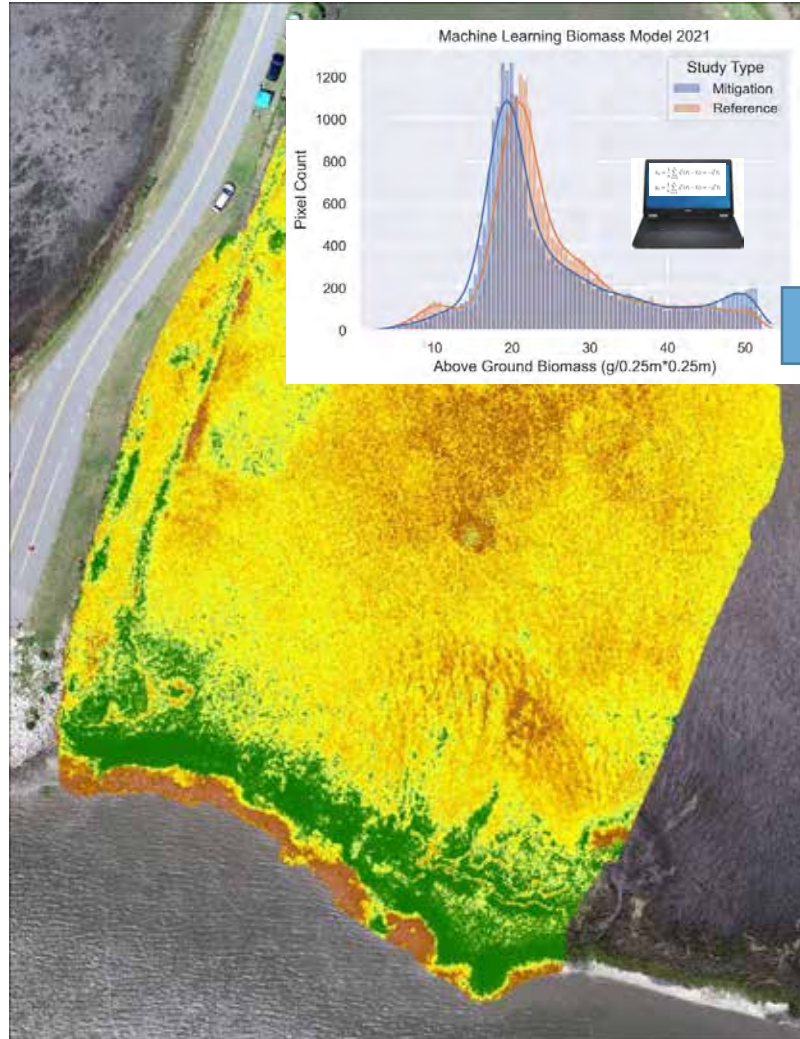 Machine Learning Biomass Model 2021
Study Type
Mitigation
Reference
Pixel Count
1200
1000
800
600
400
200
0
10 20 30 40 50
Above Ground Biomass (g/0.25m*0.25m)